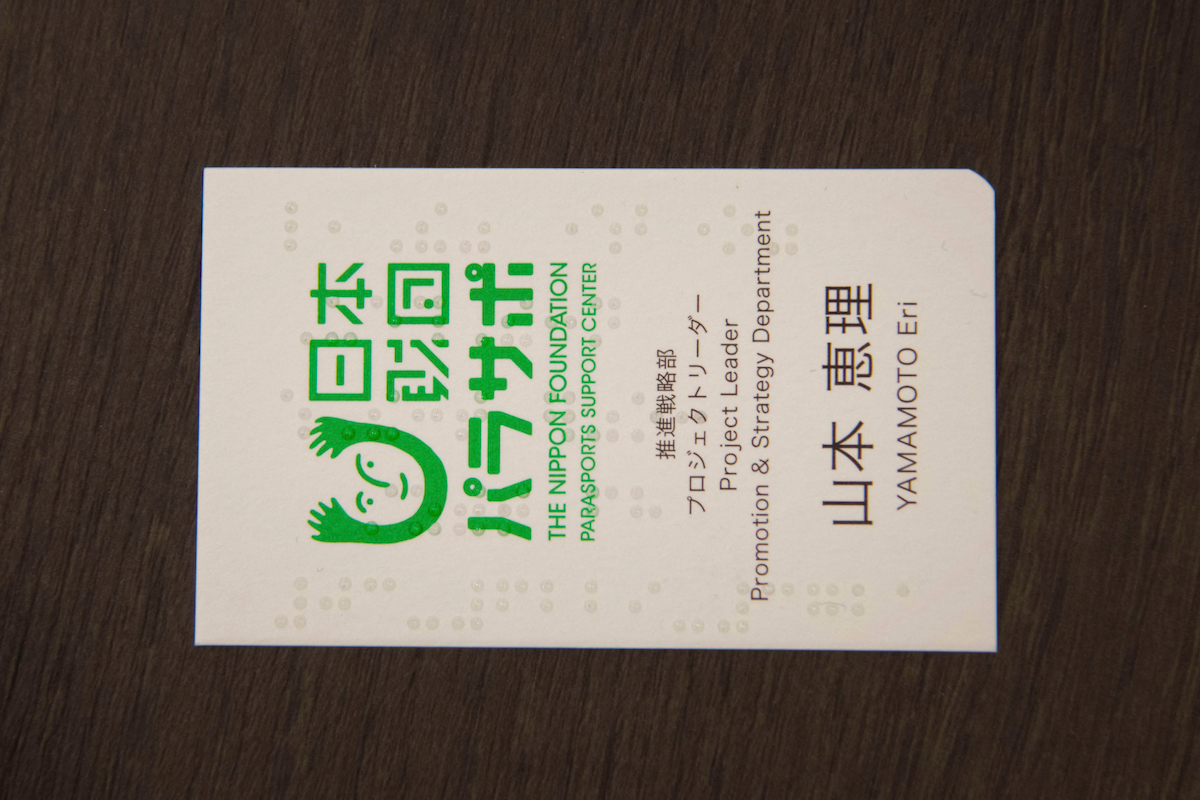 日本
財団
パラサポ
THE NIPPON FOUNDATION
PARASPORTS SUPPORT CENTER
推進戦略部
プロジェクトリーダー
Project Leader
Promotion & Strategy Department
山本 恵理
YAMAMOTO Eri